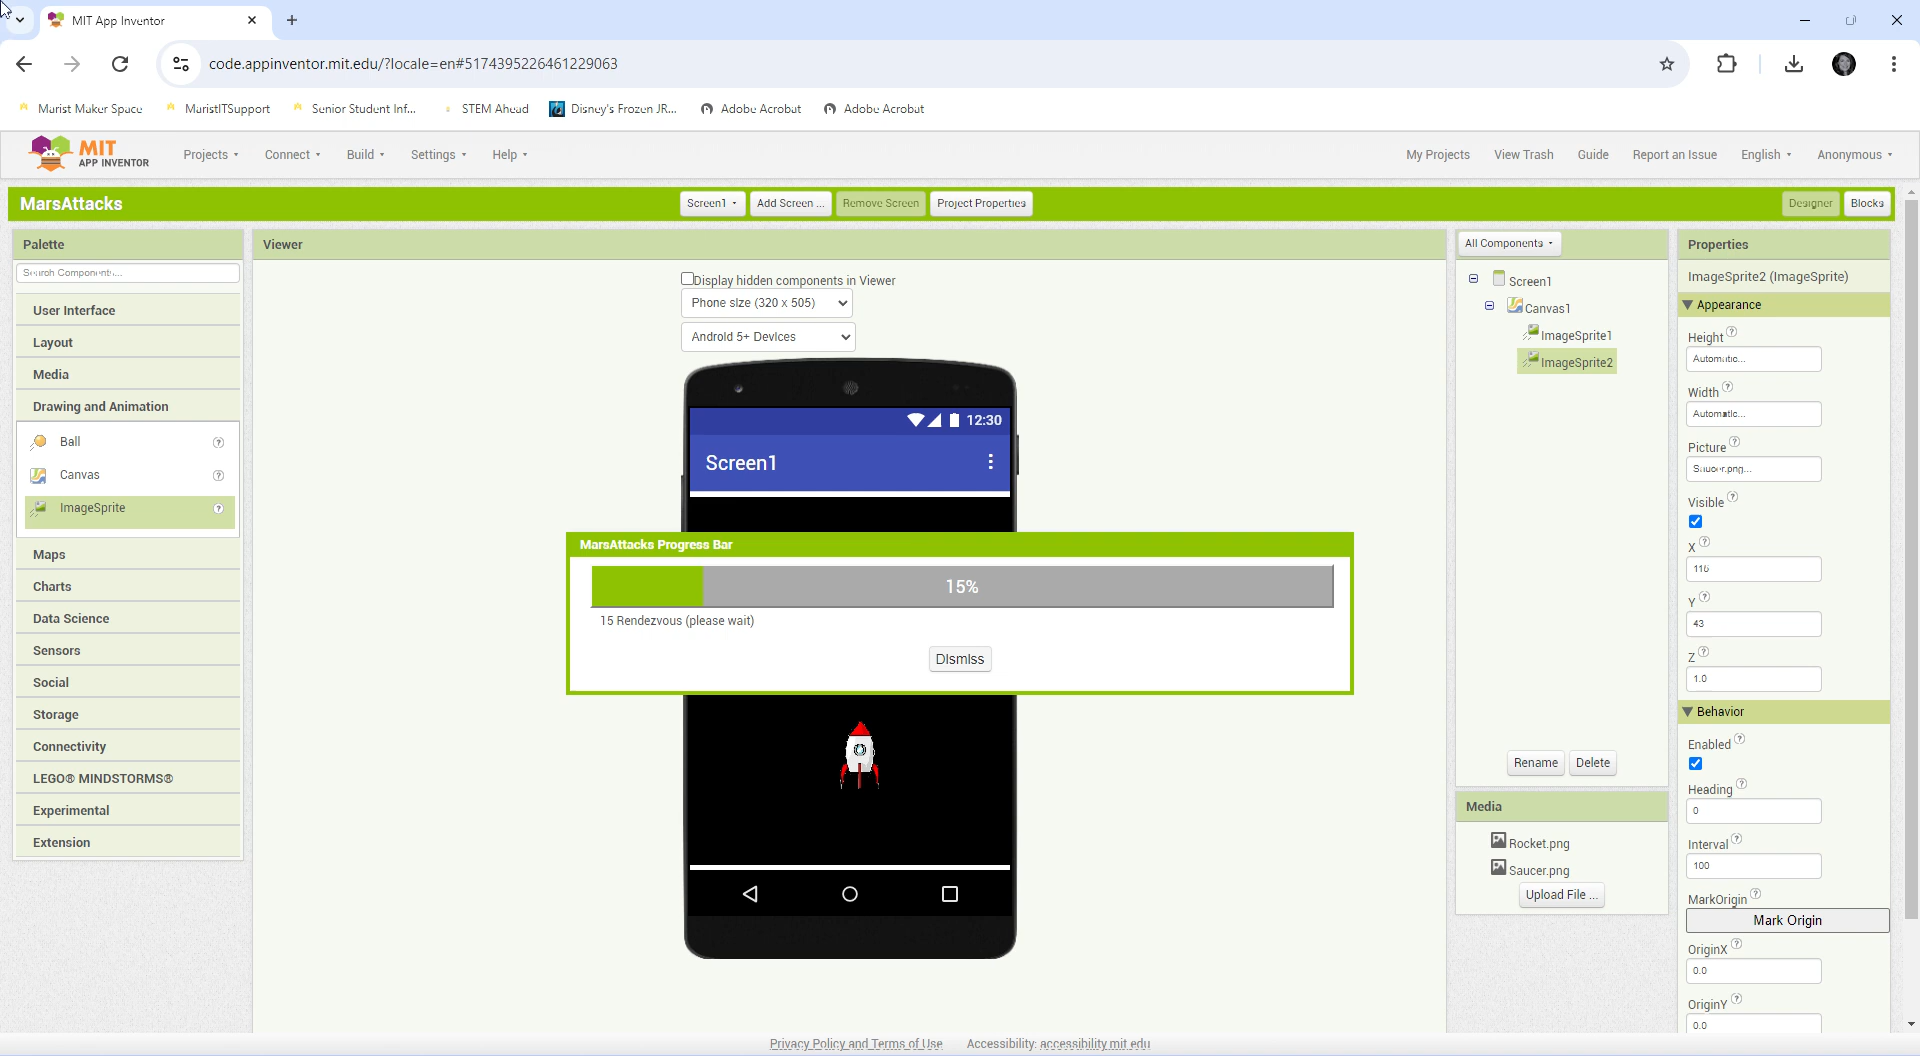 MIT App Inventor
code.appinventor.mit.edu/?locale=en#5174395226461229063
Marist Maker Space
MaristITSupport
Senior Student Inf...
STEM Ahead
Disney's Frozen JR...
Adobe Acrobat
Adobe Acrobat
MIT
APP INVENTOR
Projects
Connect
Build
Settings
Help
My Projects
View Trash
Guide
Report an Issue
English
Anonymous
MarsAttacks
Screen1
Add Screen ...
Remove Screen
Project Properties
Designer
Blocks
Palette
Search Components...
User Interface
Layout
Media
Drawing and Animation
Ball
Canvas
ImageSprite
Maps
Charts
Data Science
Sensors
Social
Storage
Connectivity
LEGO® MINDSTORMS®
Experimental
Extension
Viewer
Display hidden components in Viewer
Phone size (320 x 505)
Android 5+ Devices
12:30
Screen1
MarsAttacks Progress Bar
15%
15 Rendezvous (please wait)
Dismiss
All Components
Screen1
Canvas1
ImageSprite1
ImageSprite2
Rename
Delete
Media
Rocket.png
Saucer.png
Upload File ...
Properties
ImageSprite2 (ImageSprite)
Appearance
Height
Automatic...
Width
Automatic...
Picture
Saucer.png...
Visible
X
116
Y
43
Z
1.0
Behavior
Enabled
Heading
0
Interval
100
MarkOrigin
Mark Origin
OriginX
0.0
OriginY
0.0
Privacy Policy and Terms of Use
Accessibility: accessibility.mit.edu